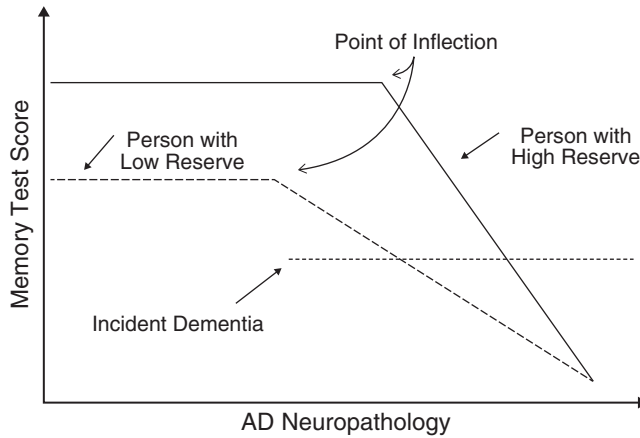 Point of Inflection
Person with
Low Reserve
Person with
High Reserve
Memory Test Score
Incident Dementia
AD Neuropathology